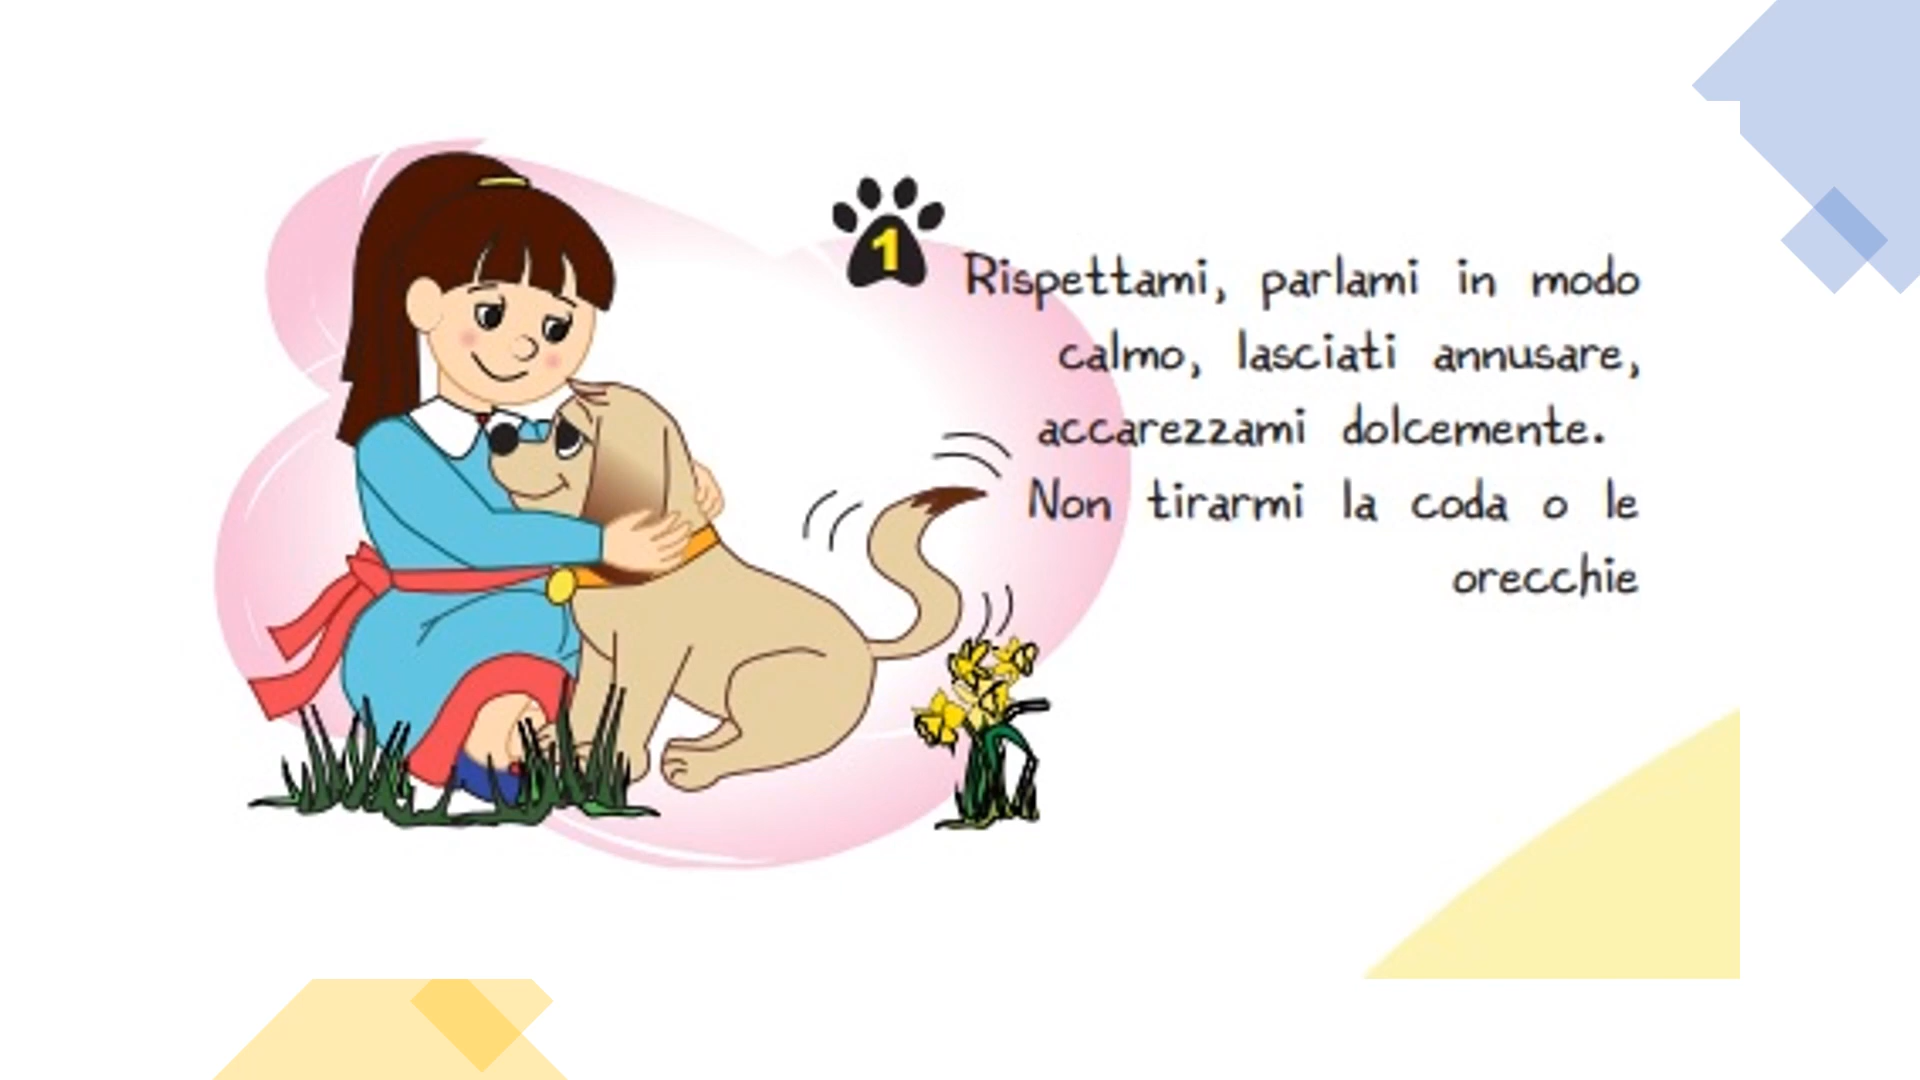 1
Rispettami, parlami in modo
calmo, lasciati annusare,
accarezzami dolcemente.
Non tirarmi la coda o le
orecchie